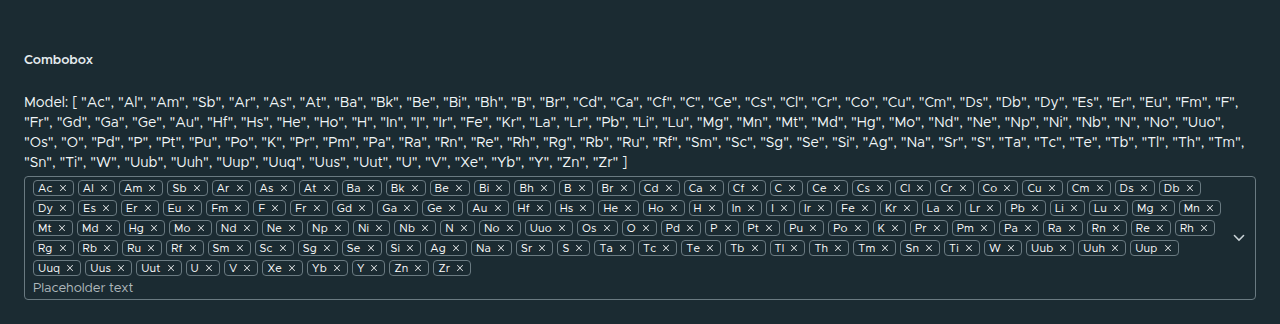 Combobox
Model: [ "Ac", "Al", "Am", "Sb", "Ar", "As", "At", "Ba", "Bk", "Be", "Bi", "Bh", "B", "Br", "Cd", "Ca", "Cf", "C", "Ce", "Cs", "Cl", "Cr", "Co", "Cu", "Cm", "Ds", "Db", "Dy", "Es", "Er", "Eu", "Fm", "F",
"Fr", "Gd", "Ga", "Ge", "Au", "Hf", "Hs", "He", "Ho", "H", "In", "I", "Ir", "Fe", "Kr", "La", "Lr", "Pb", "Li", "Lu", "Mg", "Mn", "Mt", "Md", "Hg", "Mo", "Nd", "Ne", "Np", "Ni", "Nb", "N", "No", "Uuo",
"Os", "O", "Pd", "P", "Pt", "Pu", "Po", "K", "Pr", "Pm", "Pa", "Ra", "Rn", "Re", "Rh", "Rg", "Rb", "Ru", "Rf", "Sm", "Sc", "Sg", "Se", "Si", "Ag", "Na", "Sr", "S", "Ta", "Tc", "Te", "Tb", "Tl", "Th", "Tm",
"Sn", "Ti", "W", "Uub", "Uuh", "Uup", "Uuq", "Uus", "Uut", "U", "V", "Xe", "Yb", "Y", "Zn", "Zr" ]
Ac Al Am Sb Ar As At Ba Bk Be Bi Bh B Br Cd Ca Cf C Ce Cs Cl Cr Co Cu Cm Ds Db
Dy Es Er Eu Fm F Fr Gd Ga Ge Au Hf Hs He Ho H In I Ir Fe Kr La Lr Pb Li Lu Mg Mn
Mt Md Hg Mo Nd Ne Np Ni Nb N No Uuo Os O Pd P Pt Pu Po K Pr Pm Pa Ra Rn Re Rh
Rg Rb Ru Rf Sm Sc Sg Se Si Ag Na Sr S Ta Tc Te Tb Tl Th Tm Sn Ti W Uub Uuh Uup
Uuq Uus Uut U V Xe Yb Y Zn Zr
Placeholder text